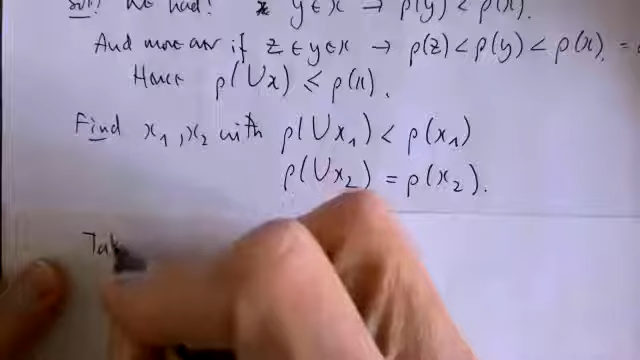 Sol: We had: x y ∈ x → ρ(y) < ρ(x).
And moreover if z ∈ y ∈ x → ρ(z) < ρ(y) < ρ(x), =
Hence ρ(∪x) ≤ ρ(x).
Find x₁, x₂ with ρ(∪x₁) < ρ(x₁)
ρ(∪x₂) = ρ(x₂).
Tak